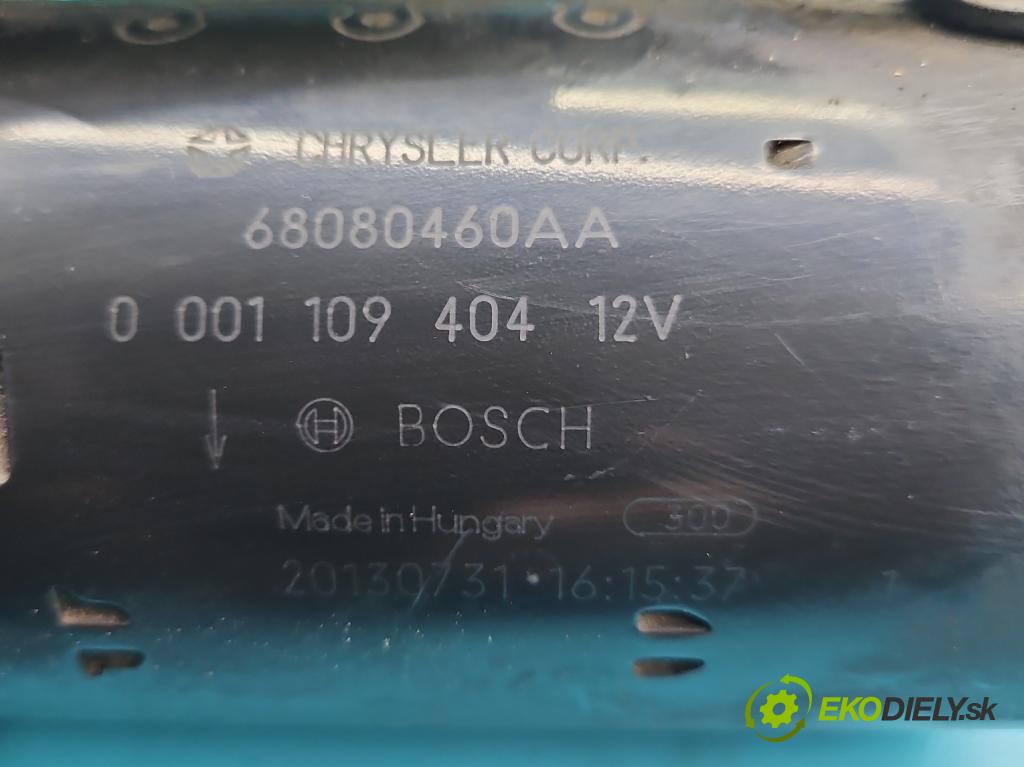 CHRYSLER CORP.
68080460AA
0 001 109 404 12V
BOSCH
Made in Hungary 300
20130731 • 16:15:37 1
EKODIELY.sk